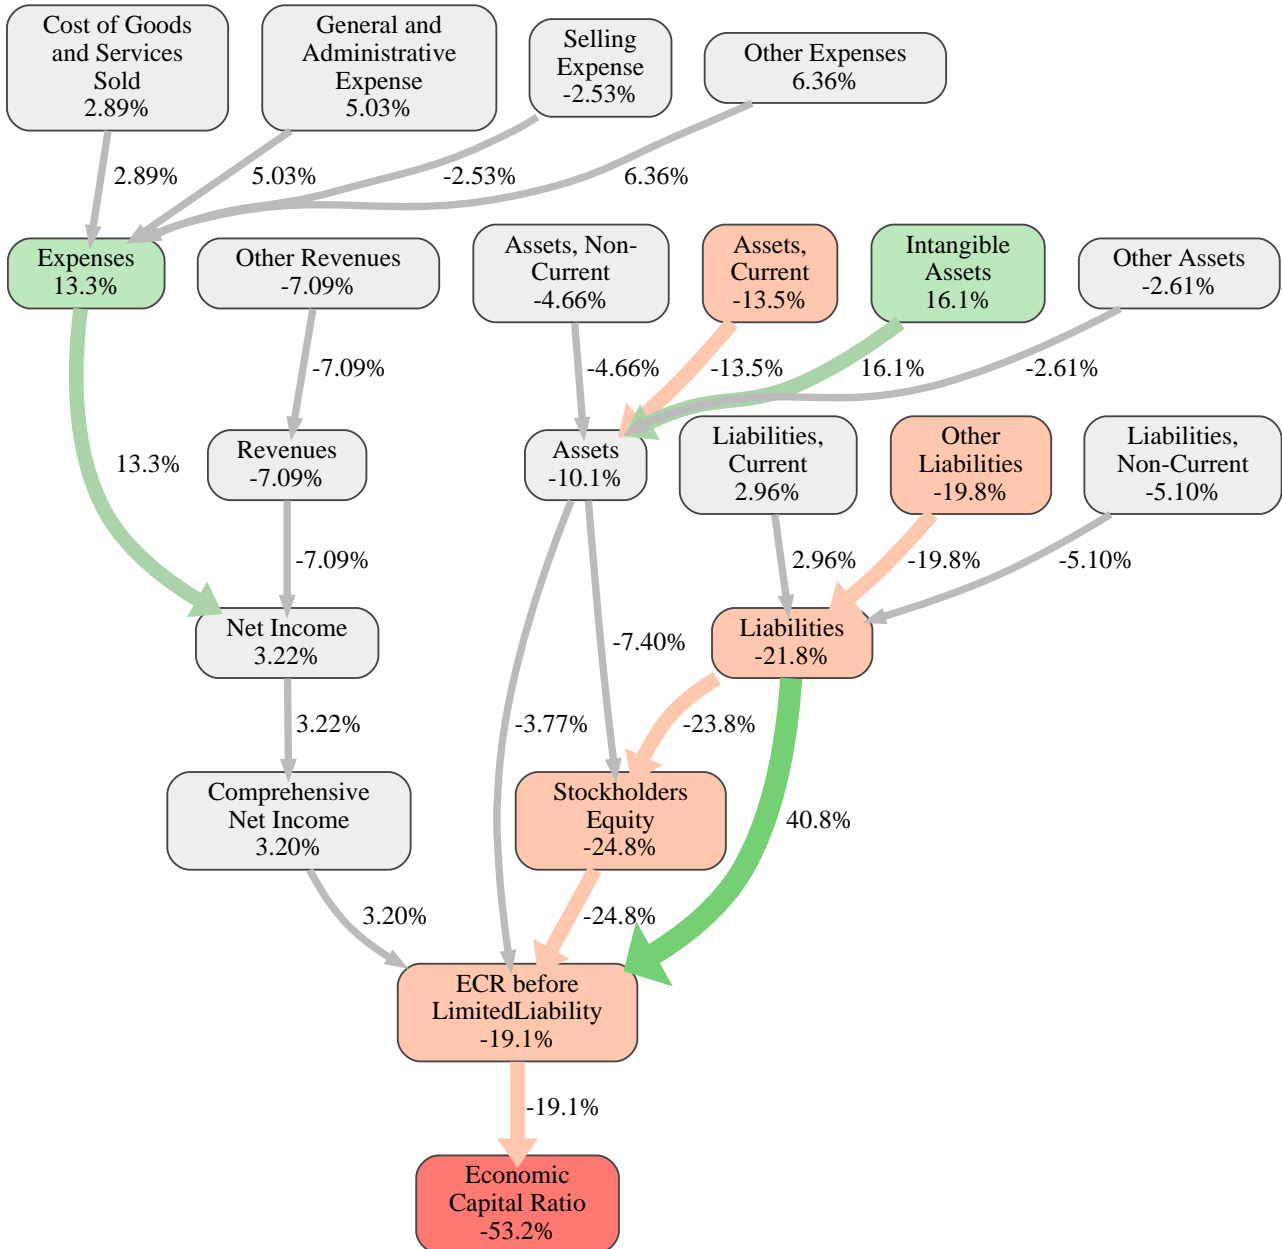 Cost of Goods
and Services
Sold
2.89%
General and
Administrative
Expense
5.03%
Selling
Expense
-2.53%
Other Expenses
6.36%
2.89%
5.03%
-2.53%
6.36%
Expenses
13.3%
Other Revenues
-7.09%
Assets, Non-
Current
-4.66%
Assets,
Current
-13.5%
Intangible
Assets
16.1%
Other Assets
-2.61%
-7.09%
-4.66%
-13.5%
16.1%
-2.61%
13.3%
Revenues
-7.09%
Assets
-10.1%
Liabilities,
Current
2.96%
Other
Liabilities
-19.8%
Liabilities,
Non-Current
-5.10%
-7.09%
2.96%
-19.8%
-5.10%
Net Income
3.22%
-7.40%
Liabilities
-21.8%
3.22%
-3.77%
-23.8%
Comprehensive
Net Income
3.20%
Stockholders
Equity
-24.8%
40.8%
3.20%
-24.8%
ECR before
LimitedLiability
-19.1%
-19.1%
Economic
Capital Ratio
-53.2%